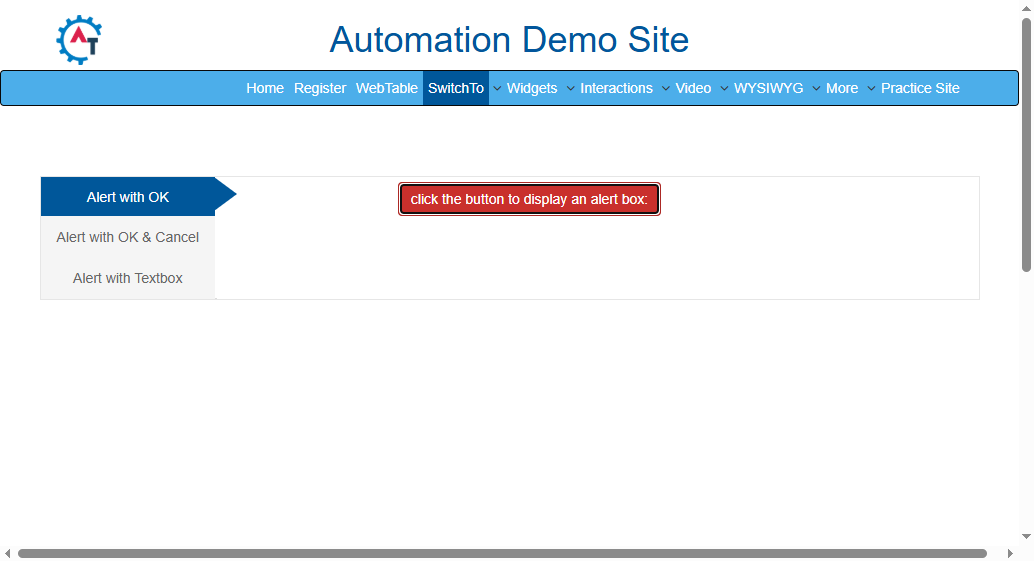 AT
Automation Demo Site
Home Register WebTable SwitchTo Widgets Interactions Video WYSIWYG More Practice Site
Alert with OK
click the button to display an alert box:
Alert with OK & Cancel
Alert with Textbox